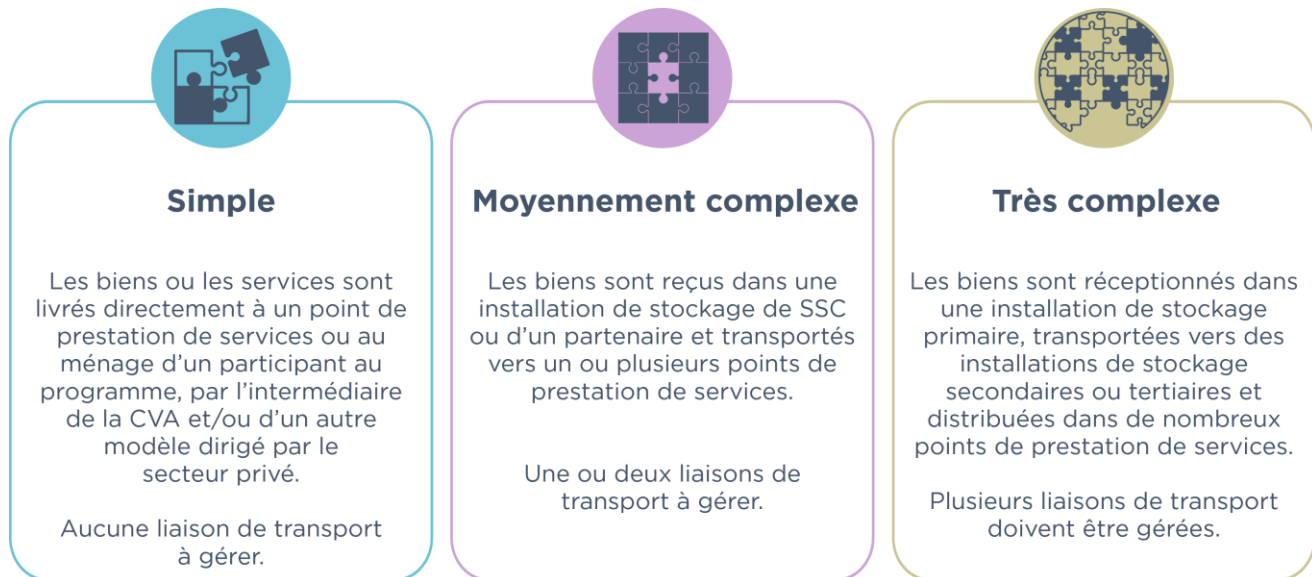 Simple
Les biens ou les services sont
livrés directement à un point de
prestation de services ou au
ménage d'un participant au
programme, par l'intermédiaire
de la CVA et/ou d'un autre
modèle dirigé par le
secteur privé.
Aucune liaison de transport
à gérer.
Moyennement complexe
Les biens sont reçus dans une
installation de stockage de SSC
ou d'un partenaire et transportés
vers un ou plusieurs points de
prestation de services.
Une ou deux liaisons de
transport à gérer.
Très complexe
Les biens sont réceptionnés dans
une installation de stockage
primaire, transportées vers des
installations de stockage
secondaires ou tertiaires et
distribuées dans de nombreux
points de prestation de services.
Plusieurs liaisons de transport
doivent être gérées.